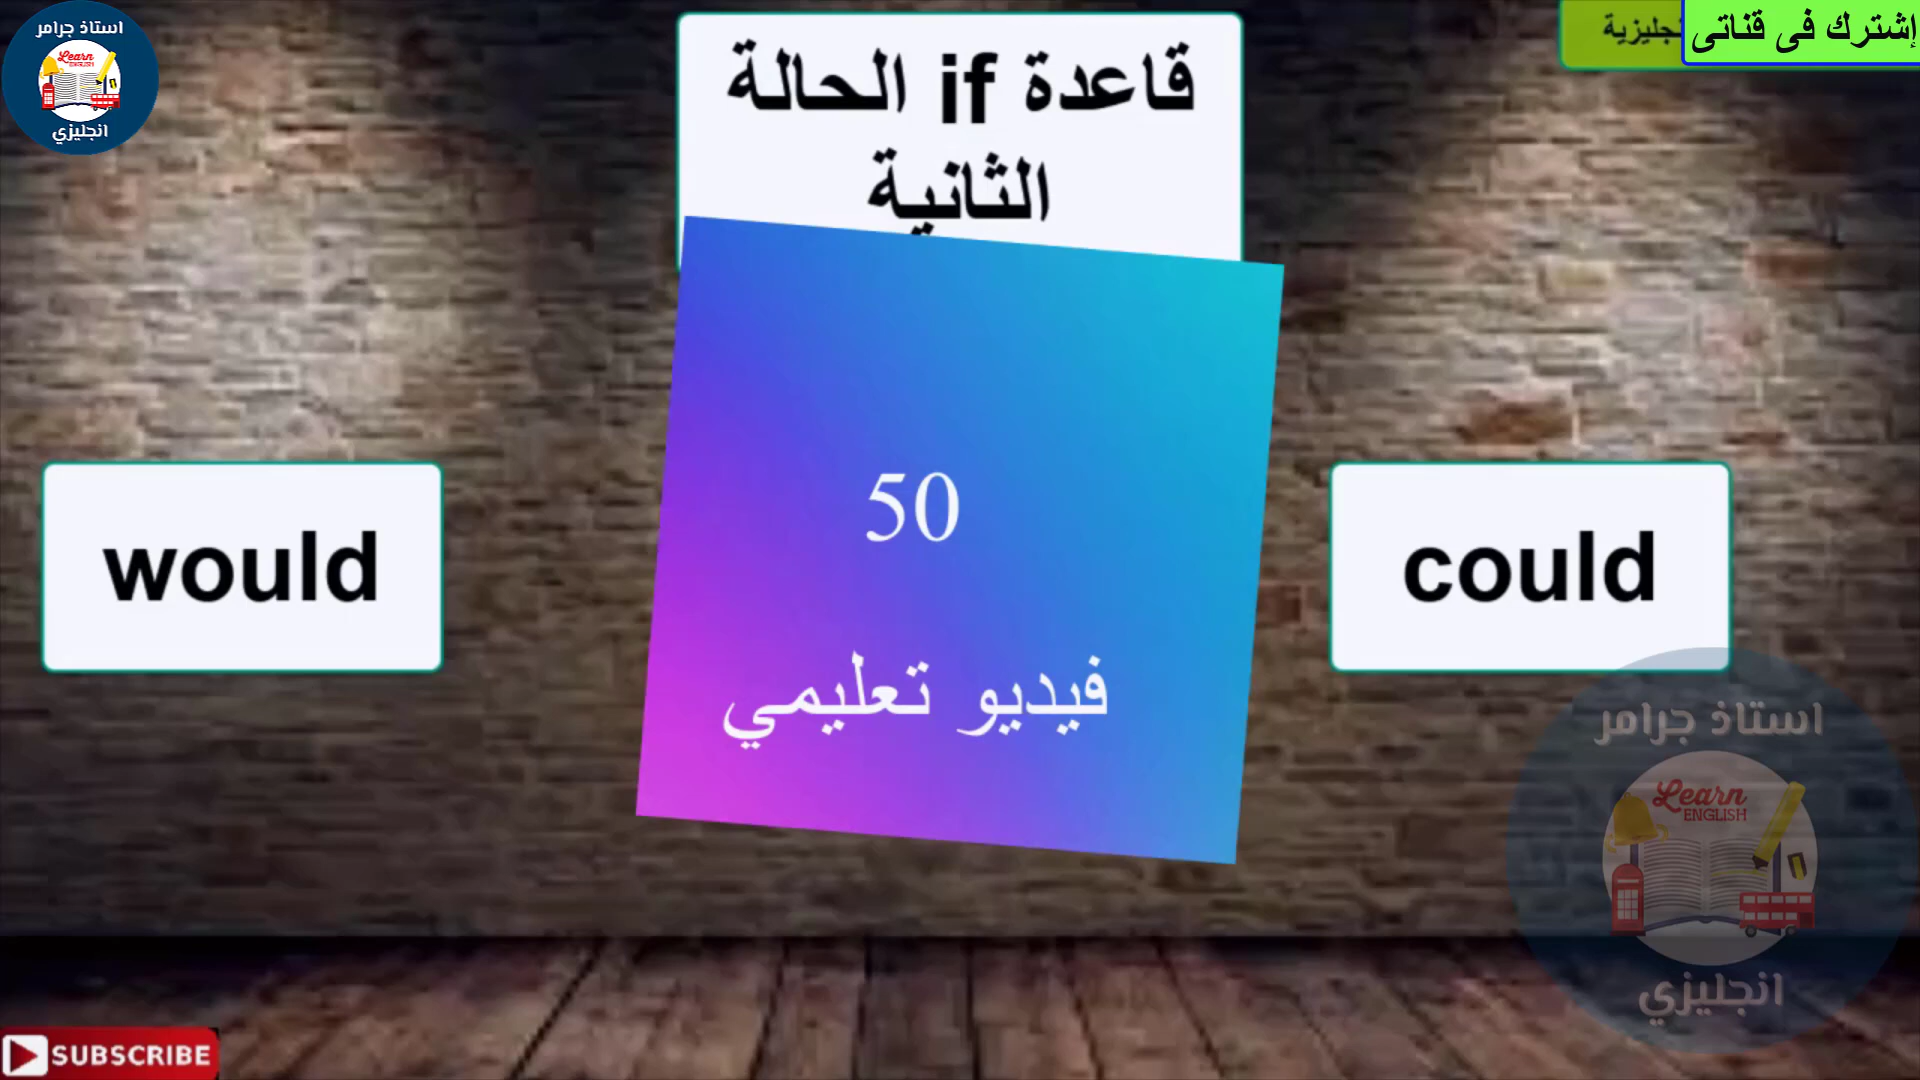 استاذ جرامر
Learn
ENGLISH
انجليزي
قاعدة if الحالة
الثانية
إشترك فى قناتى
would
50
فيديو تعليمي
could
استاذ جرامر
Learn
ENGLISH
انجليزي
SUBSCRIBE